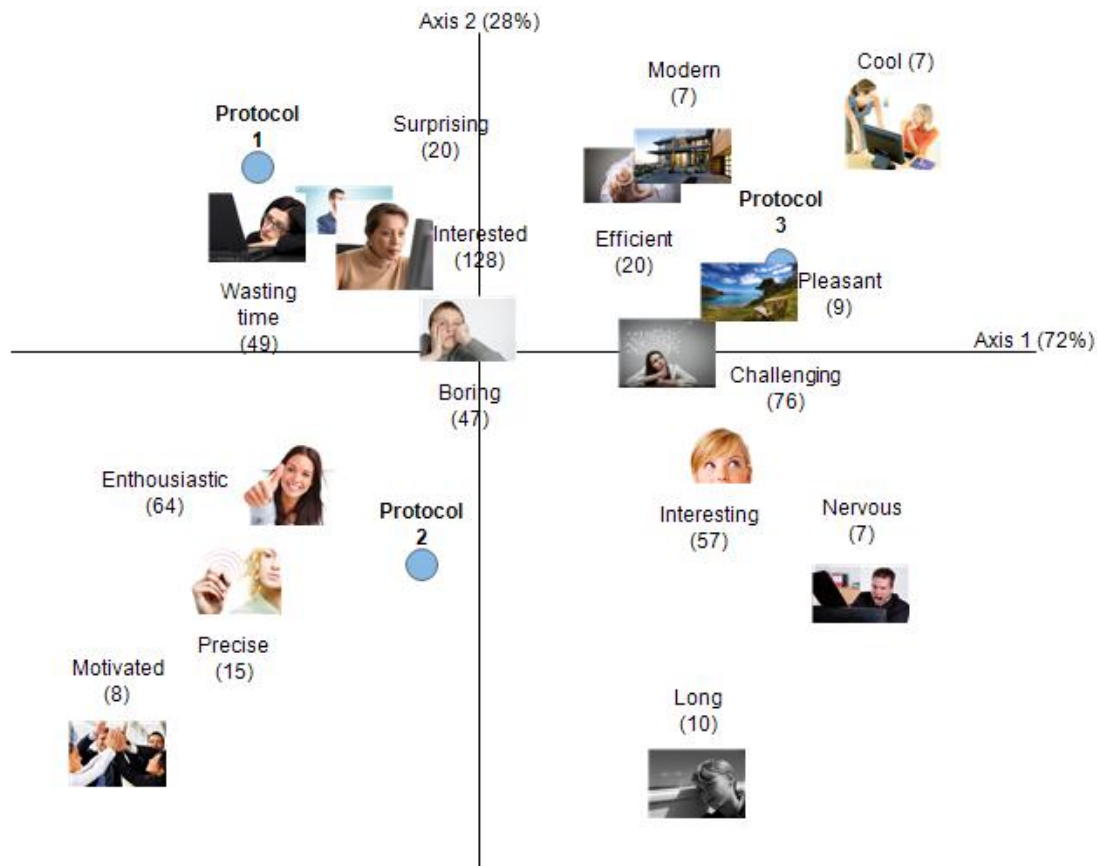 Axis 2 (28%)
Cool (7)
Modern
(7)
Protocol
1
Surprising
(20)
Protocol
3
Interested
(128)
Efficient
(20)
Pleasant
(9)
Wasting
time
(49)
Axis 1 (72%)
Boring
(47)
Challenging
(76)
Enthousiastic
(64)
Protocol
2
Interesting
(57)
Nervous
(7)
Precise
(15)
Motivated
(8)
Long
(10)